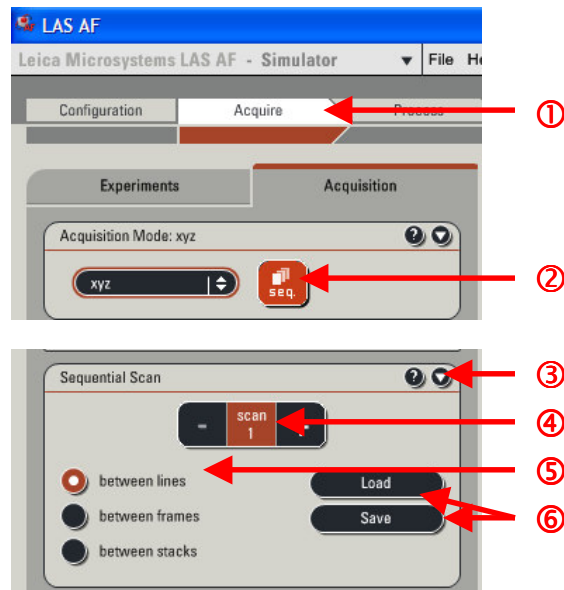 LAS AF
Leica Microsystems LAS AF - Simulator File
Configuration Acquire Process ①
Experiments Acquisition
Acquisition Mode: xyz ?
xyz seq. ②
Sequential Scan ? ③
- scan 1 + ④
between lines Load ⑤
between frames Save ⑥
between stacks